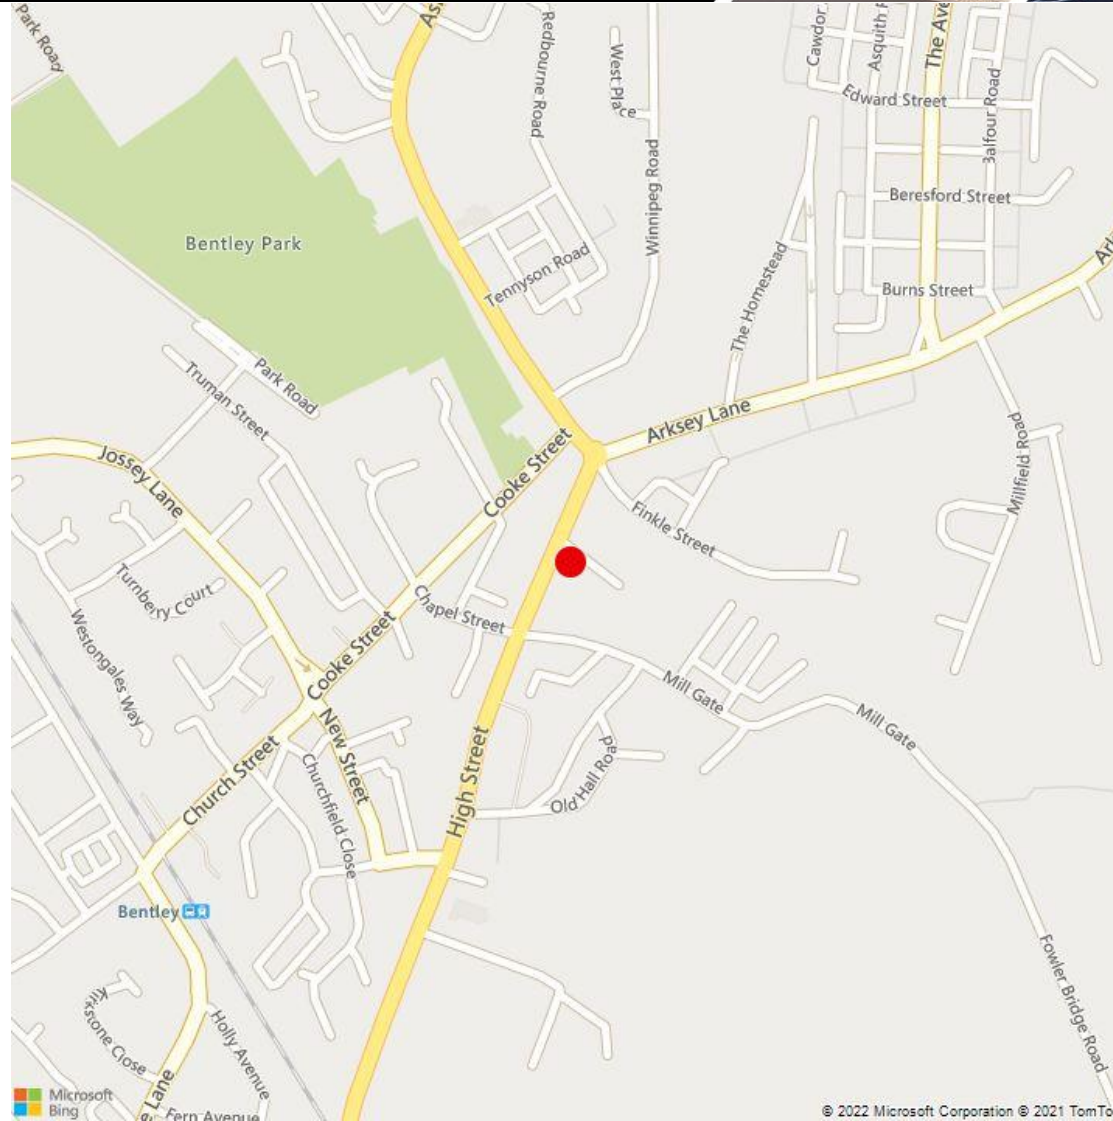 As
Park Road
Redbourne Road
West Place
Cawdor
Asquith
The Ave
Edward Street
Balfour Road
Winnipeg Road
Beresford Street
Bentley Park
Tennyson Road
Burns Street
The Homestead
Park Road
Truman Street
Arksey Lane
Cooke Street
Jossey Lane
Millfield Road
Finkle Street
Turnberry Court
Chapel Street
Westongales Way
Cooke Street
Mill Gate
Mill Gate
New Street
Church Street
High Street
Churchfield Close
Old Hall Road
Bentley
Fowler Bridge Road
Kirkstone Close
Holly Avenue
e Lane
Fern Avenue
Microsoft
Bing
© 2022 Microsoft Corporation © 2021 TomTo